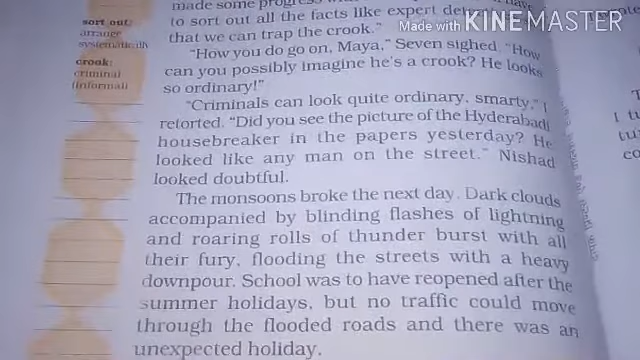 made some progress
have
to sort out all the facts like expert
that we can trap the crook."
"How you do go on, Maya," Seven sighed. "How
can you possibly imagine he's a crook? He looks
so ordinary!"
"Criminals can look quite ordinary, smarty," I
retorted. "Did you see the picture of the Hyderabadi
housebreaker in the papers yesterday? He
looked like any man on the street." Nishad
looked doubtful.
The monsoons broke the next day. Dark clouds
accompanied by blinding flashes of lightning
and roaring rolls of thunder burst with all
their fury, flooding the streets with a heavy
downpour. School was to have reopened after the
summer holidays, but no traffic could move
through the flooded roads and there was an
unexpected holiday.
sort out:
arrange
systematically
crook:
criminal
(informal)
Made with KINEMASTER
I tu
co